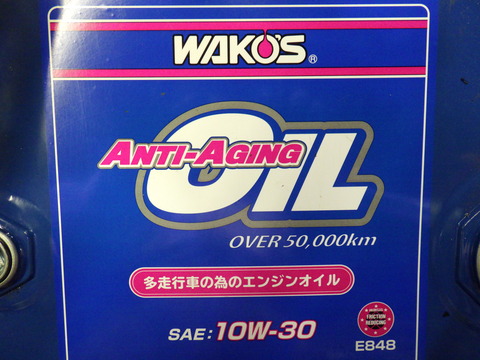 WAKO'S®
ANTI-AGING
OIL
OVER 50,000km
多走行車の為のエンジンオイル
SAE: 10W-30
FRICTION
REDUCING
E848